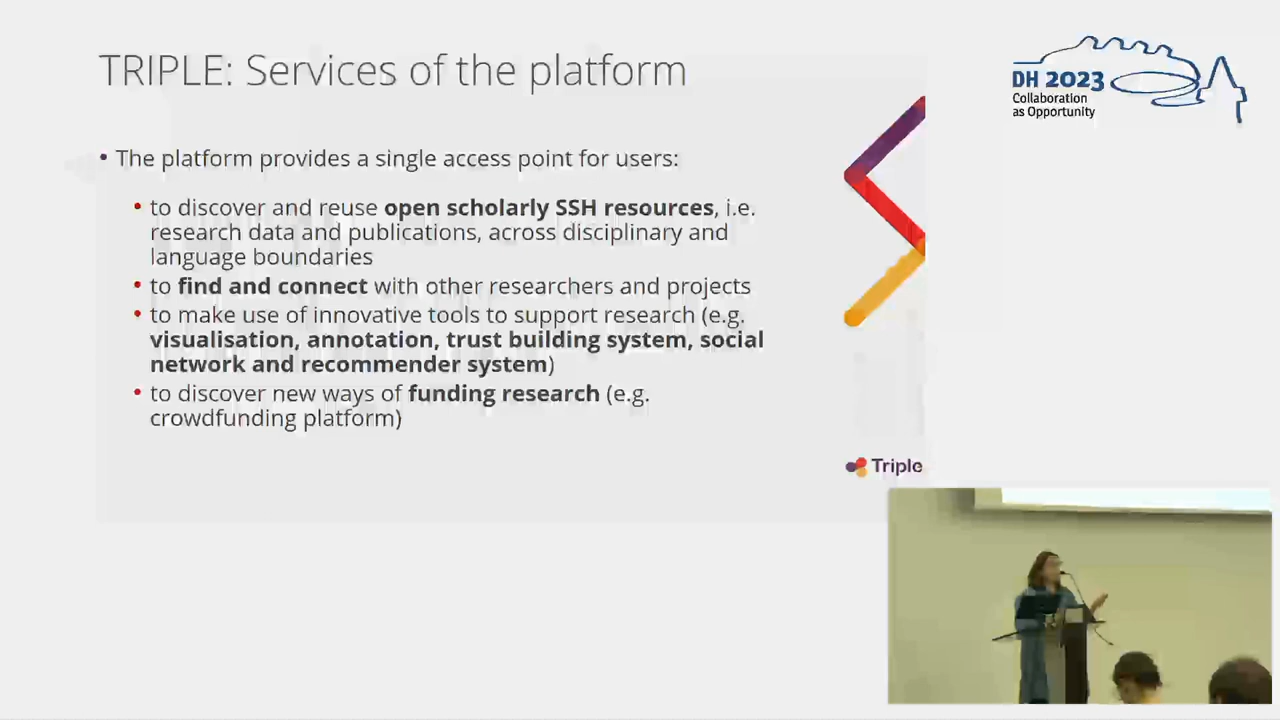 TRIPLE: Services of the platform
DH 2023
Collaboration
as Opportunity
• The platform provides a single access point for users:
• to discover and reuse open scholarly SSH resources, i.e.
research data and publications, across disciplinary and
language boundaries
• to find and connect with other researchers and projects
• to make use of innovative tools to support research (e.g.
visualisation, annotation, trust building system, social
network and recommender system)
• to discover new ways of funding research (e.g.
crowdfunding platform)
Triple